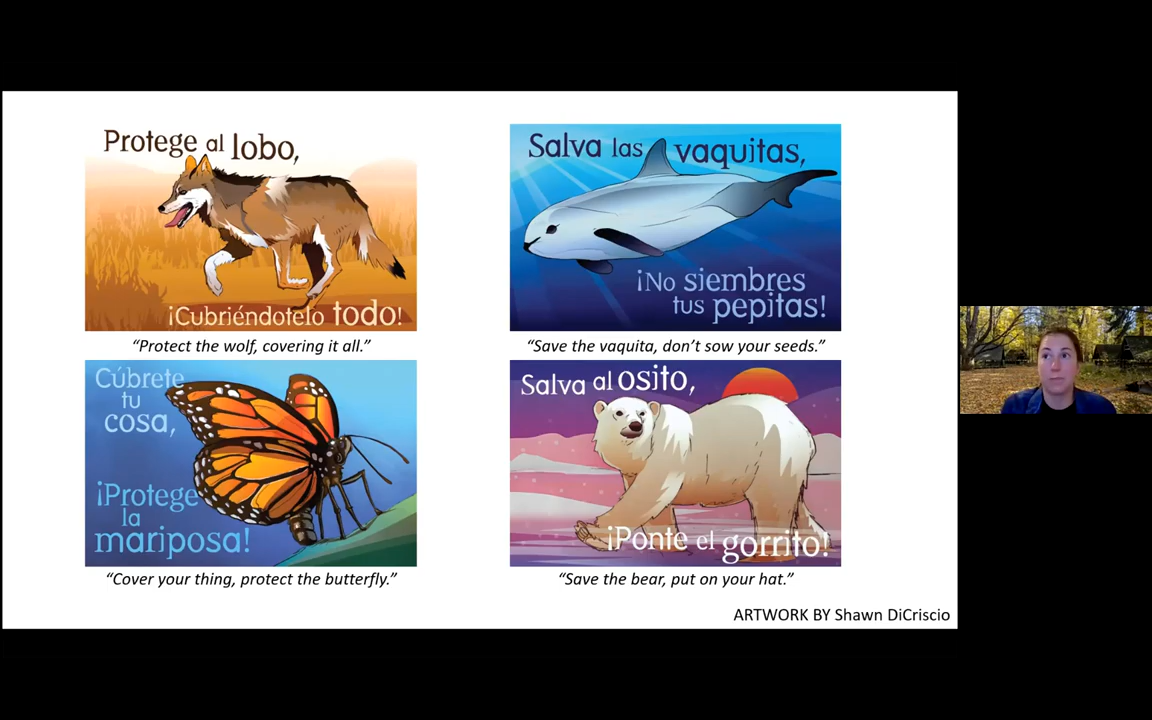 Protege al lobo,
¡Cubriéndotelo todo!
"Protect the wolf, covering it all."
Salva las vaquitas,
¡No siembres
tus pepitas!
"Save the vaquita, don't sow your seeds."
Cúbrete
tu
cosa,
¡Protege
la
mariposa!
"Cover your thing, protect the butterfly."
Salva al osito,
¡Ponte el gorrito!
"Save the bear, put on your hat."
ARTWORK BY Shawn DiCriscio